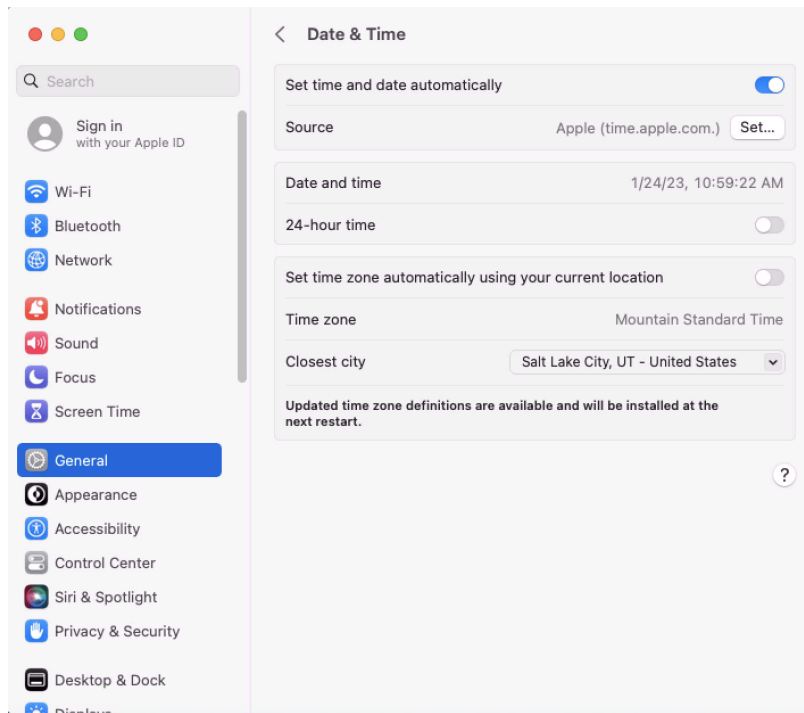 Date & Time
Search
Sign in
with your Apple ID
Wi-Fi
Bluetooth
Network
Notifications
Sound
Focus
Screen Time
General
Appearance
Accessibility
Control Center
Siri & Spotlight
Privacy & Security
Desktop & Dock
Displays
Set time and date automatically
Source Apple (time.apple.com.) Set...
Date and time 1/24/23, 10:59:22 AM
24-hour time
Set time zone automatically using your current location
Time zone Mountain Standard Time
Closest city Salt Lake City, UT - United States
Updated time zone definitions are available and will be installed at the
next restart.
?